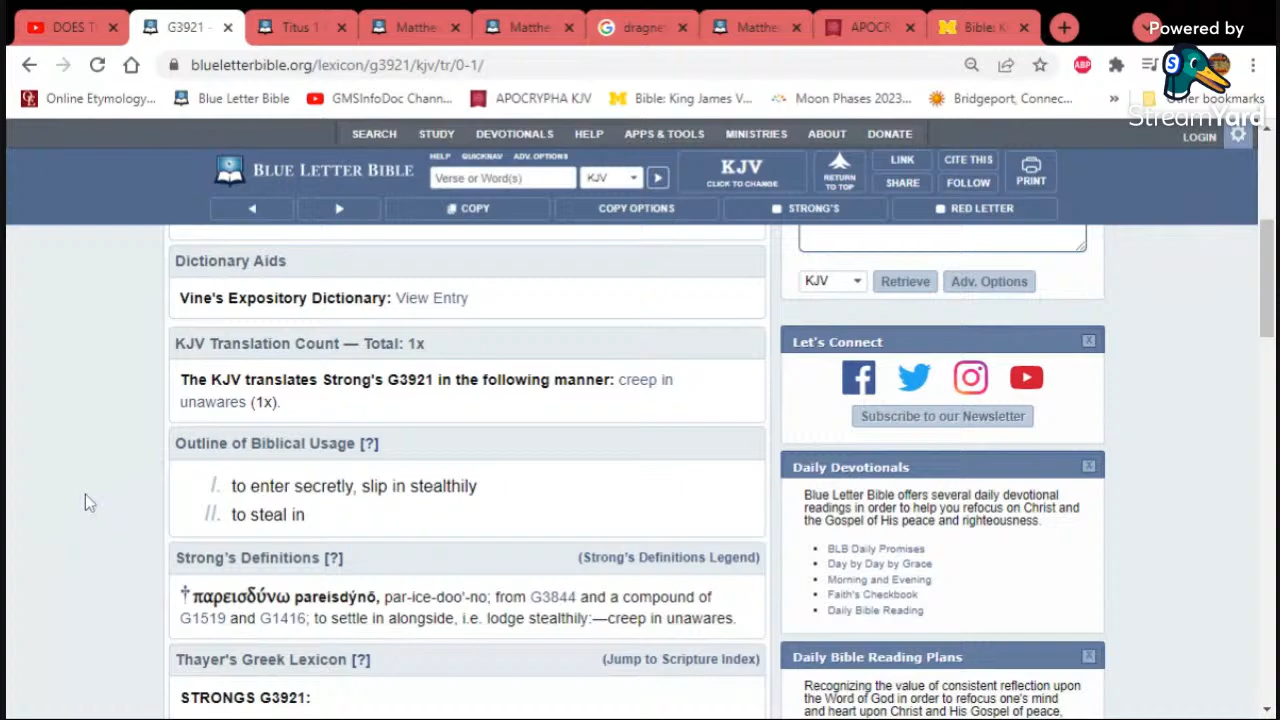 DOES T
G3921 -
Titus 1
Matthe
Matthe
dragne
Matthe
APOCR
Bible: K
Powered by
blueletterbible.org/lexicon/g3921/kjv/tr/0-1/
ABP
S
Online Etymology...
Blue Letter Bible
GMSInfoDoc Chann...
APOCRYPHA KJV
Bible: King James V...
Moon Phases 2023...
Bridgeport, Connec...
»
Other bookmarks
StreamYard
SEARCH STUDY DEVOTIONALS HELP APPS & TOOLS MINISTRIES ABOUT DONATE
LOGIN
HELP QUICKNAV ADV. OPTIONS
BLUE LETTER BIBLE
Verse or Word(s)
KJV
KJV
CLICK TO CHANGE
RETURN
TO TOP
LINK
CITE THIS
SHARE
FOLLOW
PRINT
COPY
COPY OPTIONS
STRONG'S
RED LETTER
Dictionary Aids
Vine's Expository Dictionary: View Entry
KJV Translation Count — Total: 1x
The KJV translates Strong's G3921 in the following manner: creep in
unawares (1x).
Outline of Biblical Usage [?]
I. to enter secretly, slip in stealthily
II. to steal in
Strong's Definitions [?]
(Strong's Definitions Legend)
† παρεισδύνω pareisdýnō, par-ice-doo'-no; from G3844 and a compound of
G1519 and G1416; to settle in alongside, i.e. lodge stealthily:—creep in unawares.
Thayer's Greek Lexicon [?]
(Jump to Scripture Index)
STRONGS G3921:
KJV
Retrieve
Adv. Options
Let's Connect
Subscribe to our Newsletter
Daily Devotionals
Blue Letter Bible offers several daily devotional
readings in order to help you refocus on Christ and
the Gospel of His peace and righteousness.
• BLB Daily Promises
• Day by Day by Grace
• Morning and Evening
• Faith's Checkbook
• Daily Bible Reading
Daily Bible Reading Plans
Recognizing the value of consistent reflection upon
the Word of God in order to refocus one's mind
and heart upon Christ and His Gospel of peace,